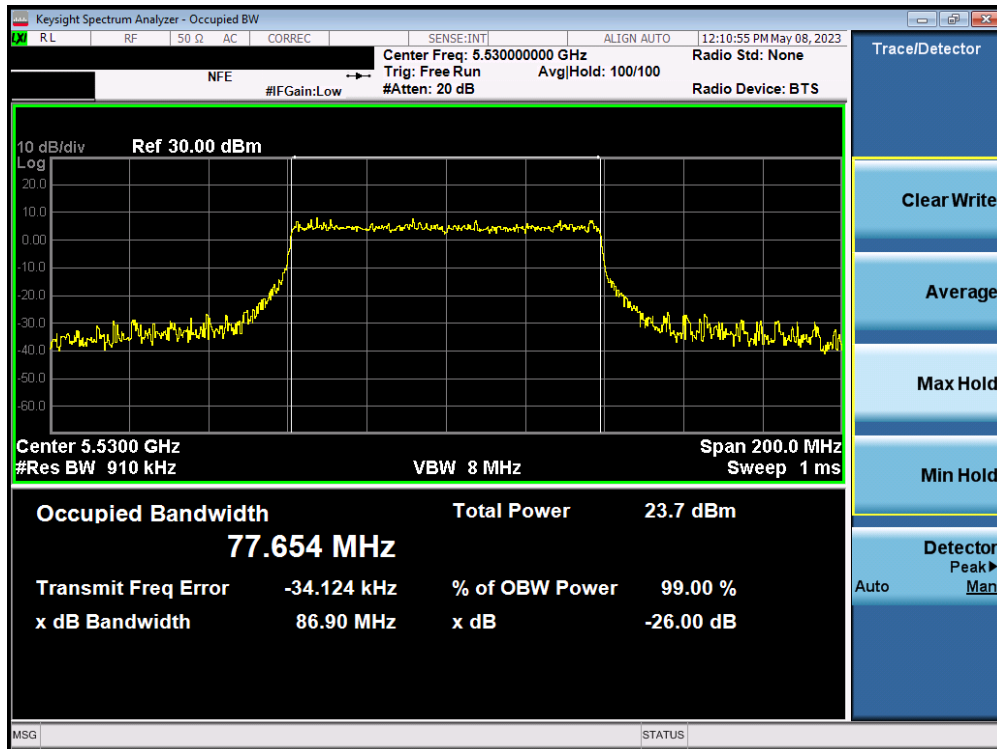 Keysight Spectrum Analyzer - Occupied BW
LXI RL RF 50 Ω AC CORREC SENSE:INT ALIGN AUTO 12:10:55 PM May 08, 2023
Center Freq: 5.530000000 GHz Radio Std: None
NFE Trig: Free Run Avg|Hold: 100/100
#IFGain:Low #Atten: 20 dB Radio Device: BTS
10 dB/div Ref 30.00 dBm
Log
20.0
10.0
0.00
-10.0
-20.0
-30.0
-40.0
-50.0
-60.0
Center 5.5300 GHz Span 200.0 MHz
#Res BW 910 kHz VBW 8 MHz Sweep 1 ms
Occupied Bandwidth Total Power 23.7 dBm
77.654 MHz
Transmit Freq Error -34.124 kHz % of OBW Power 99.00 %
x dB Bandwidth 86.90 MHz x dB -26.00 dB
MSG STATUS
Trace/Detector
Clear Write
Average
Max Hold
Min Hold
Detector
Peak▶
Auto Man